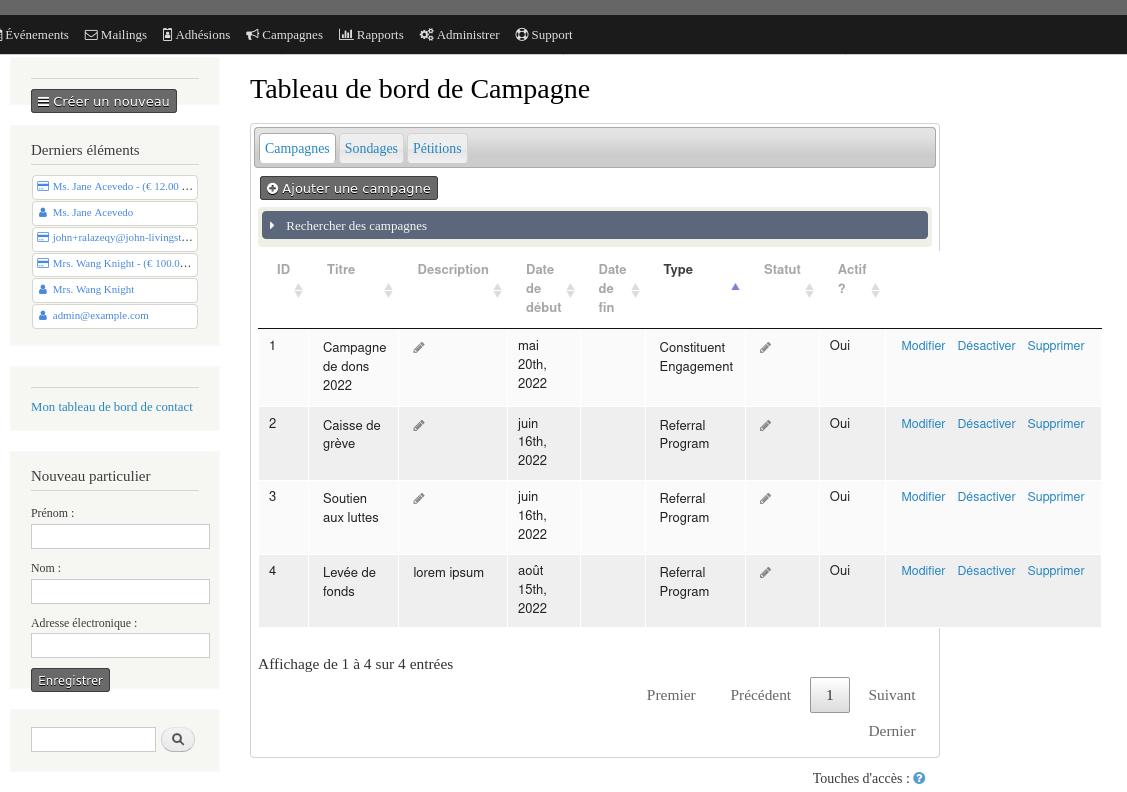 Événements Mailings Adhésions Campagnes Rapports Administrer Support
Créer un nouveau
Derniers éléments
Ms. Jane Acevedo - (€ 12.00 ...
Ms. Jane Acevedo
john+ralazeqy@john-livingst...
Mrs. Wang Knight - (€ 100.0...
Mrs. Wang Knight
admin@example.com
Mon tableau de bord de contact
Nouveau particulier
Prénom :
Nom :
Adresse électronique :
Enregistrer
Tableau de bord de Campagne
Campagnes Sondages Pétitions
Ajouter une campagne
Rechercher des campagnes
ID Titre Description Date de début Date de fin Type Statut Actif ?
1 Campagne de dons 2022 mai 20th, 2022 Constituent Engagement Oui Modifier Désactiver Supprimer
2 Caisse de grève juin 16th, 2022 Referral Program Oui Modifier Désactiver Supprimer
3 Soutien aux luttes juin 16th, 2022 Referral Program Oui Modifier Désactiver Supprimer
4 Levée de fonds lorem ipsum août 15th, 2022 Referral Program Oui Modifier Désactiver Supprimer
Affichage de 1 à 4 sur 4 entrées
Premier Précédent 1 Suivant
Dernier
Touches d'accès : ?